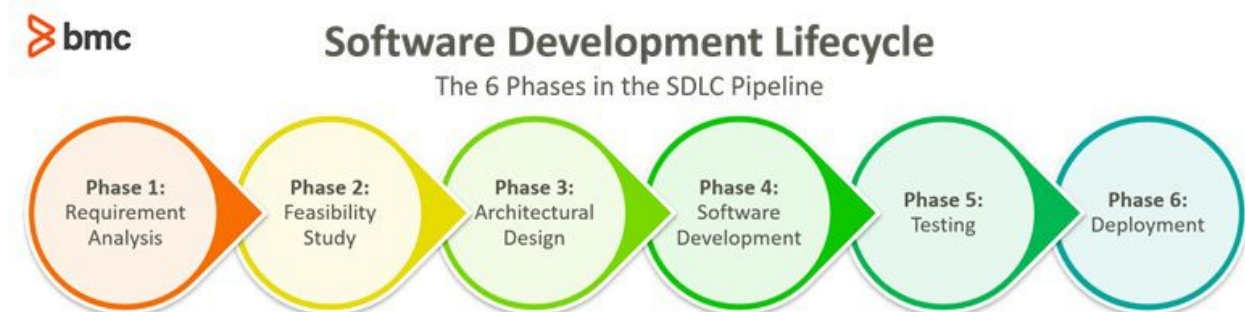 bmc
Software Development Lifecycle
The 6 Phases in the SDLC Pipeline
Phase 1:
Requirement
Analysis
Phase 2:
Feasibility
Study
Phase 3:
Architectural
Design
Phase 4:
Software
Development
Phase 5:
Testing
Phase 6:
Deployment